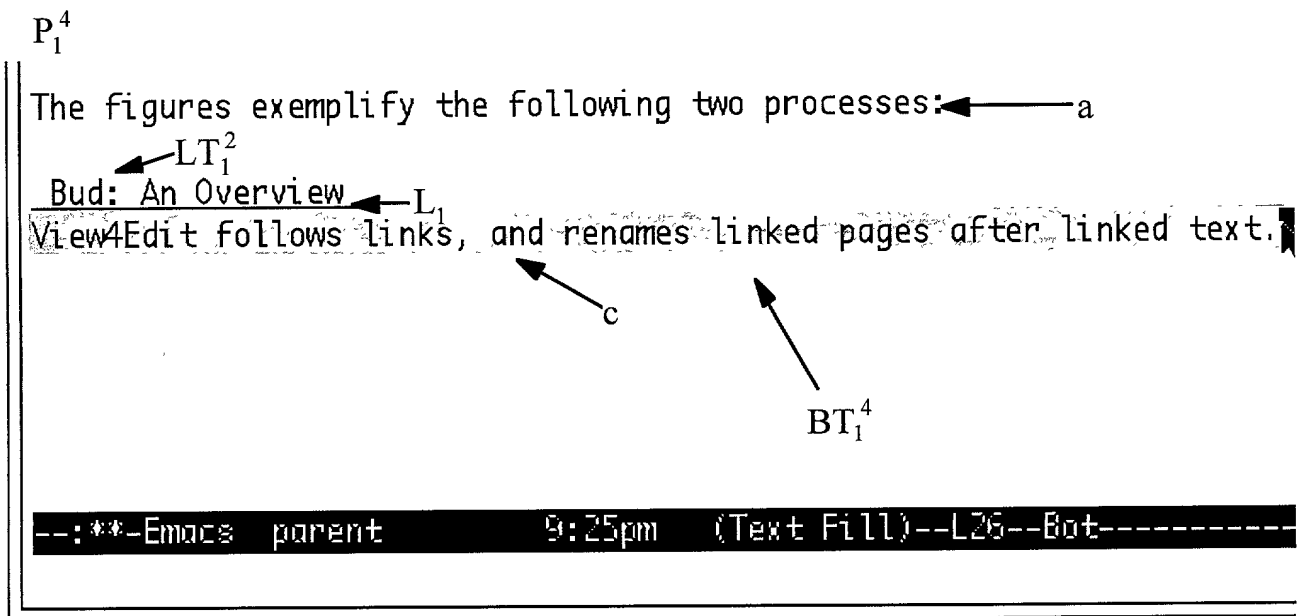 P₁⁴
The figures exemplify the following two processes: a
LT₁²
Bud: An Overview L₁
View4Edit follows links, and renames linked pages after linked text.
c
BT₁⁴
--:**-Emacs parent 9:25pm (Text Fill)--L26--Bot------------